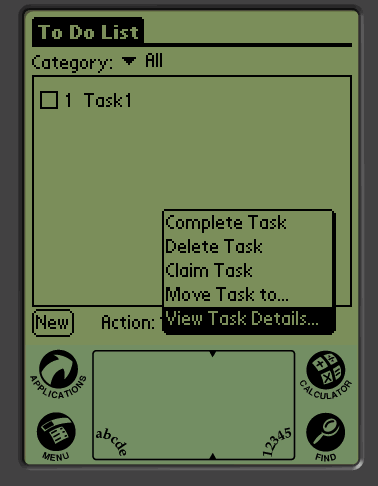 To Do List
Category: All
1 Task1
Complete Task
Delete Task
Claim Task
Move Task to...
View Task Details...
New Action:
APPLICATIONS
CALCULATOR
abcde
12345
MENU
FIND